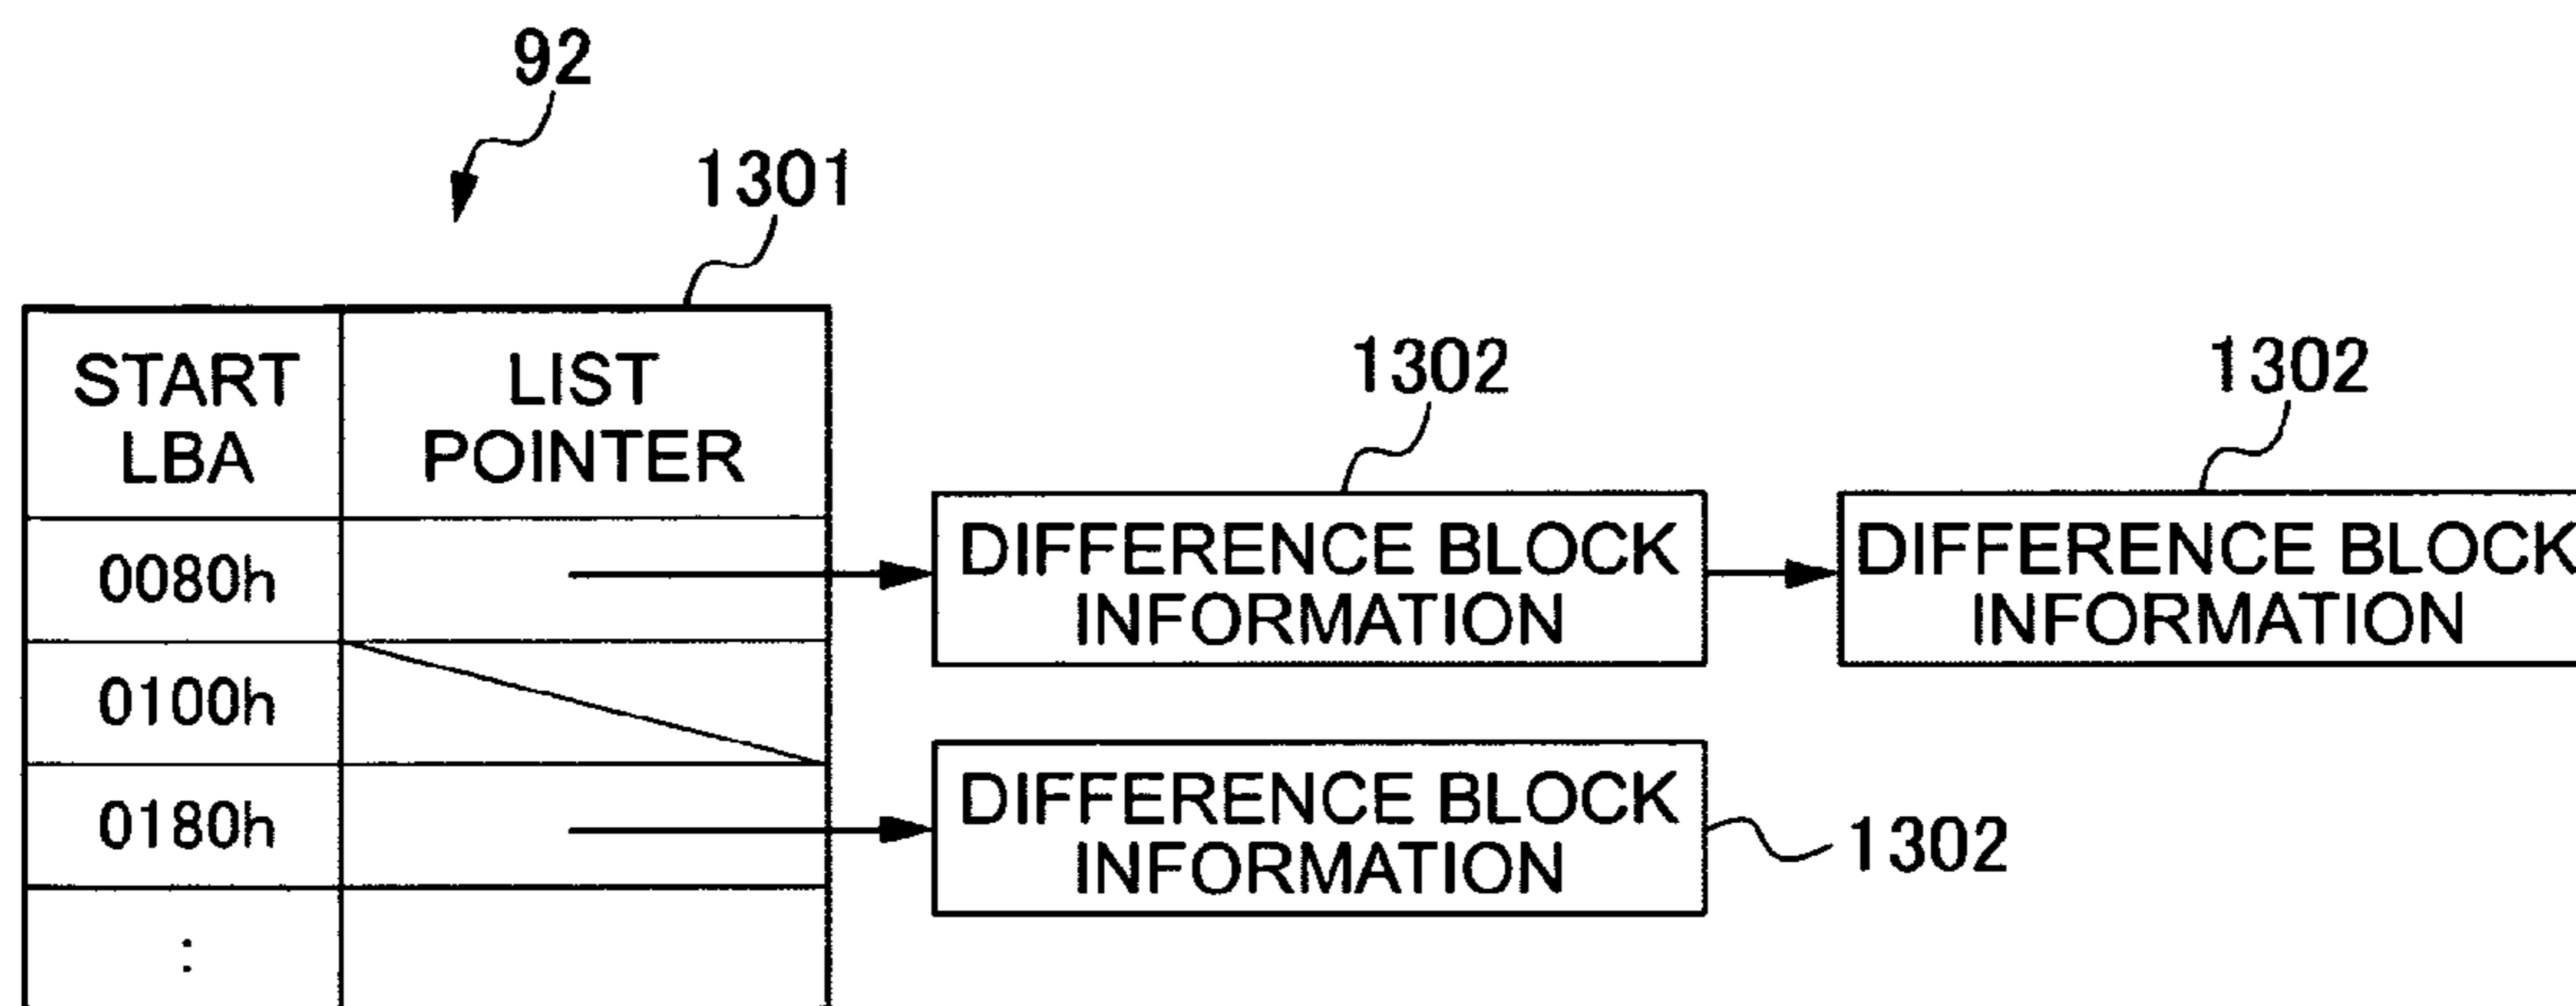 92
1301
START
LBA
LIST
POINTER
1302
1302
0080h
DIFFERENCE BLOCK
INFORMATION
DIFFERENCE BLOCK
INFORMATION
0100h
0180h
DIFFERENCE BLOCK
INFORMATION
1302
: